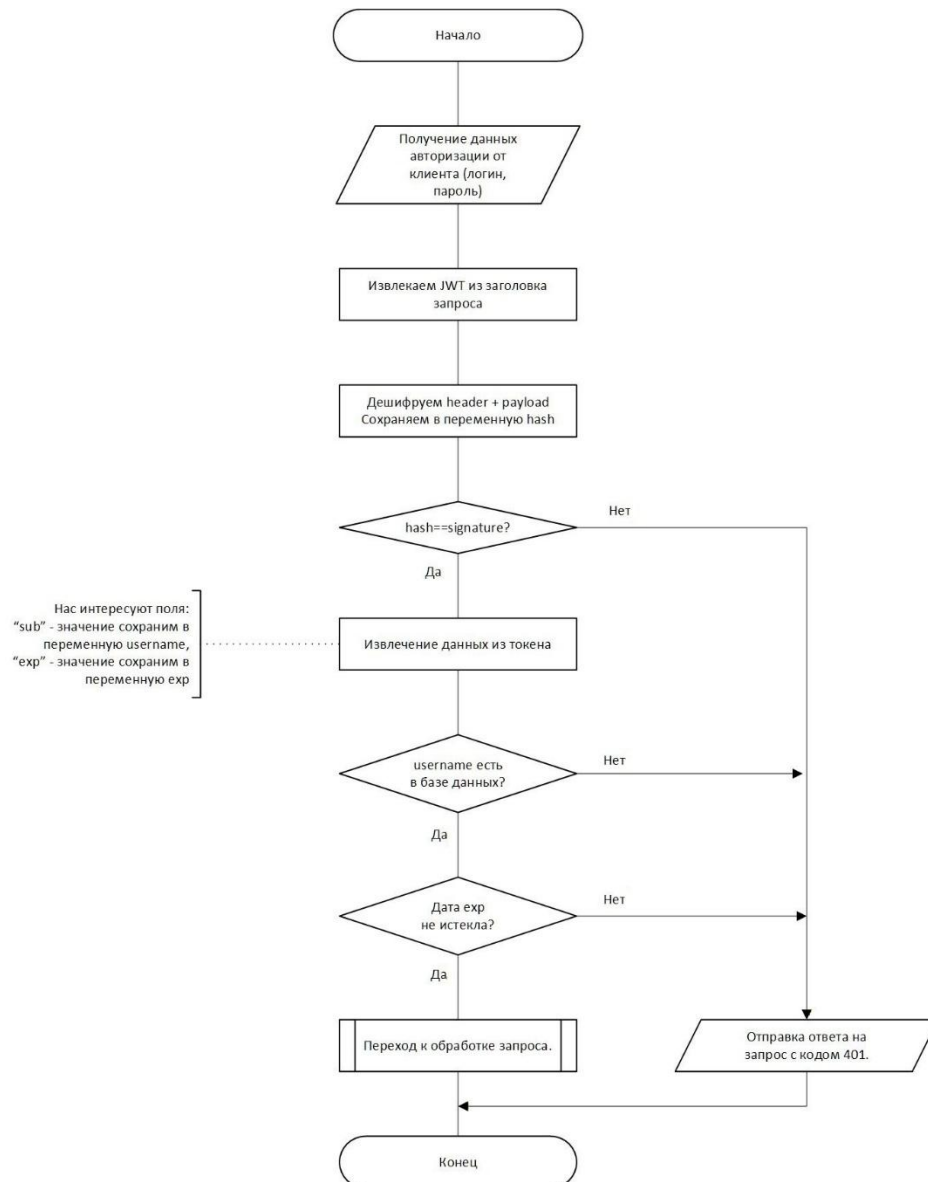 Начало
Получение данных
авторизации от
клиента (логин,
пароль)
Извлекаем JWT из заголовка
запроса
Дешифруем header + payload
Сохраняем в переменную hash
hash==signature?
Нет
Да
Нас интересуют поля:
“sub” - значение сохраним в
переменную username,
“exp” - значение сохраним в
переменную exp
Извлечение данных из токена
username есть
в базе данных?
Нет
Да
Дата exp
не истекла?
Нет
Да
Переход к обработке запроса.
Отправка ответа на
запрос с кодом 401.
Конец